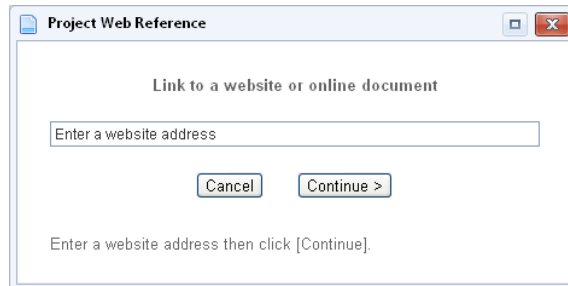 Project Web Reference
Link to a website or online document
Enter a website address
Cancel Continue >
Enter a website address then click [Continue].